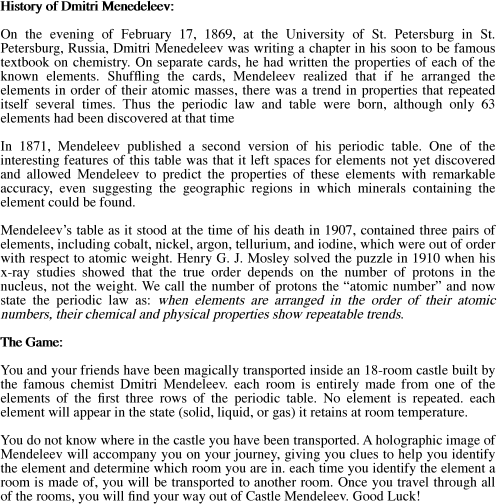 History of Dmitri Menedeleev:
On the evening of February 17, 1869, at the University of St. Petersburg in St.
Petersburg, Russia, Dmitri Menedeleev was writing a chapter in his soon to be famous
textbook on chemistry. On separate cards, he had written the properties of each of the
known elements. Shuffling the cards, Mendeleev realized that if he arranged the
elements in order of their atomic masses, there was a trend in properties that repeated
itself several times. Thus the periodic law and table were born, although only 63
elements had been discovered at that time
In 1871, Mendeleev published a second version of his periodic table. One of the
interesting features of this table was that it left spaces for elements not yet discovered
and allowed Mendeleev to predict the properties of these elements with remarkable
accuracy, even suggesting the geographic regions in which minerals containing the
element could be found.
Mendeleev's table as it stood at the time of his death in 1907, contained three pairs of
elements, including cobalt, nickel, argon, tellurium, and iodine, which were out of order
with respect to atomic weight. Henry G. J. Mosley solved the puzzle in 1910 when his
x-ray studies showed that the true order depends on the number of protons in the
nucleus, not the weight. We call the number of protons the “atomic number” and now
state the periodic law as: when elements are arranged in the order of their atomic
numbers, their chemical and physical properties show repeatable trends.
The Game:
You and your friends have been magically transported inside an 18-room castle built by
the famous chemist Dmitri Mendeleev. each room is entirely made from one of the
elements of the first three rows of the periodic table. No element is repeated. each
element will appear in the state (solid, liquid, or gas) it retains at room temperature.
You do not know where in the castle you have been transported. A holographic image of
Mendeleev will accompany you on your journey, giving you clues to help you identify
the element and determine which room you are in. each time you identify the element a
room is made of, you will be transported to another room. Once you travel through all
of the rooms, you will find your way out of Castle Mendeleev. Good Luck!